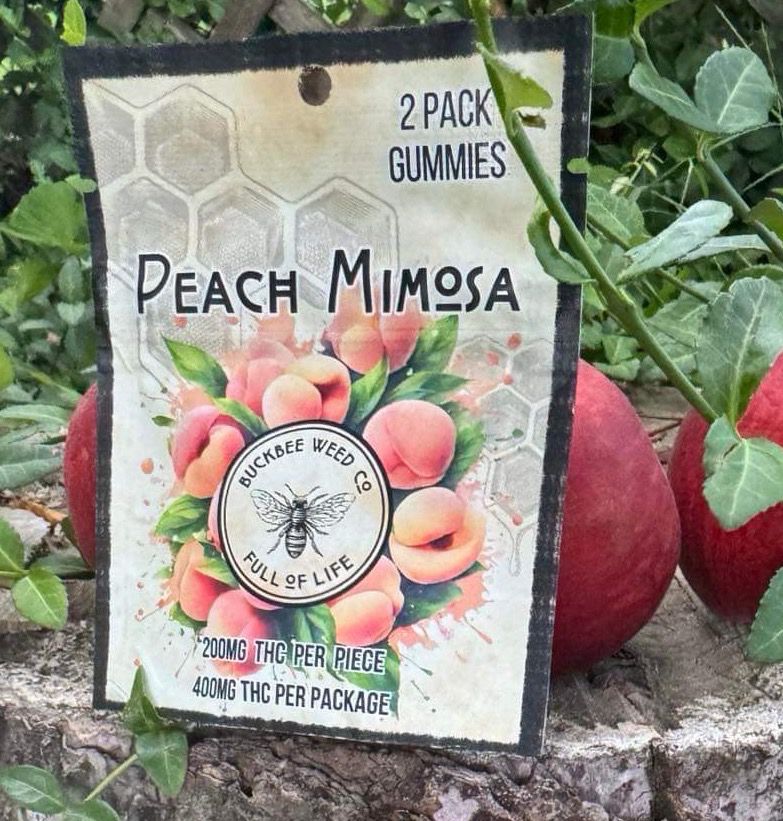 2 PACK
GUMMIES
PEACH MIMOSA
BUCKBEE WEED CO
FULL OF LIFE
200MG THC PER PIECE
400MG THC PER PACKAGE